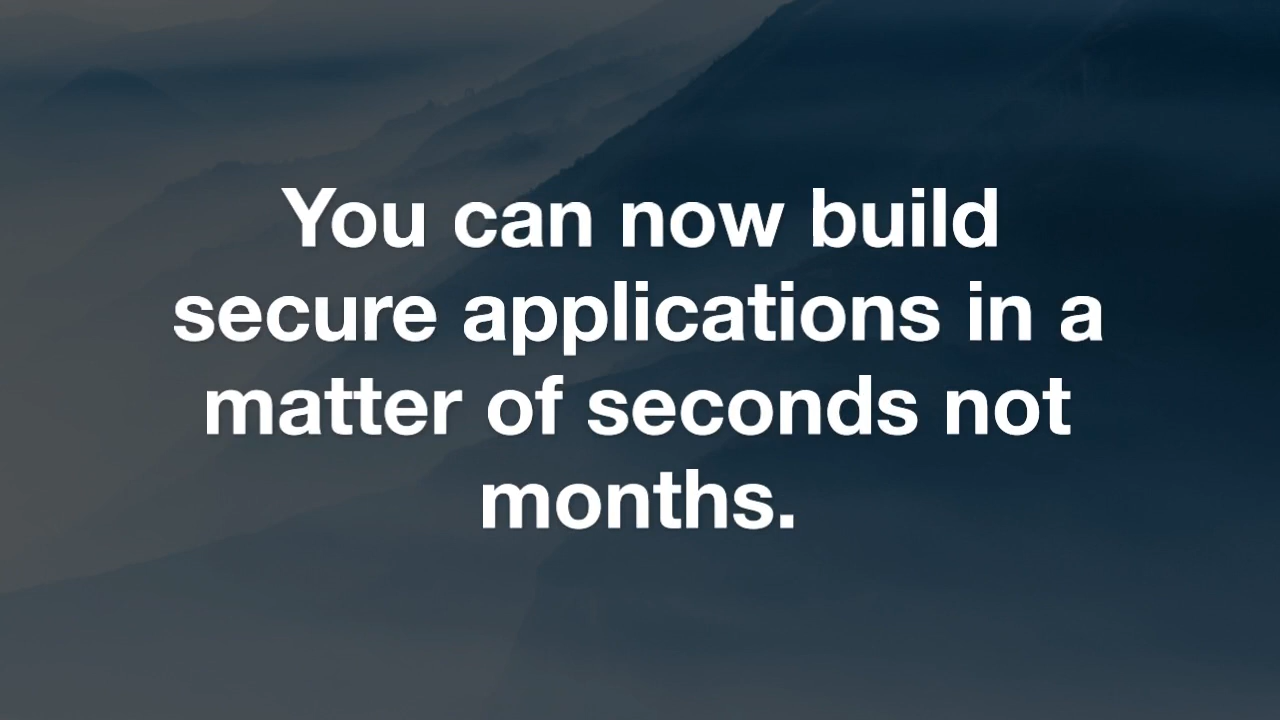 You can now build
secure applications in a
matter of seconds not
months.